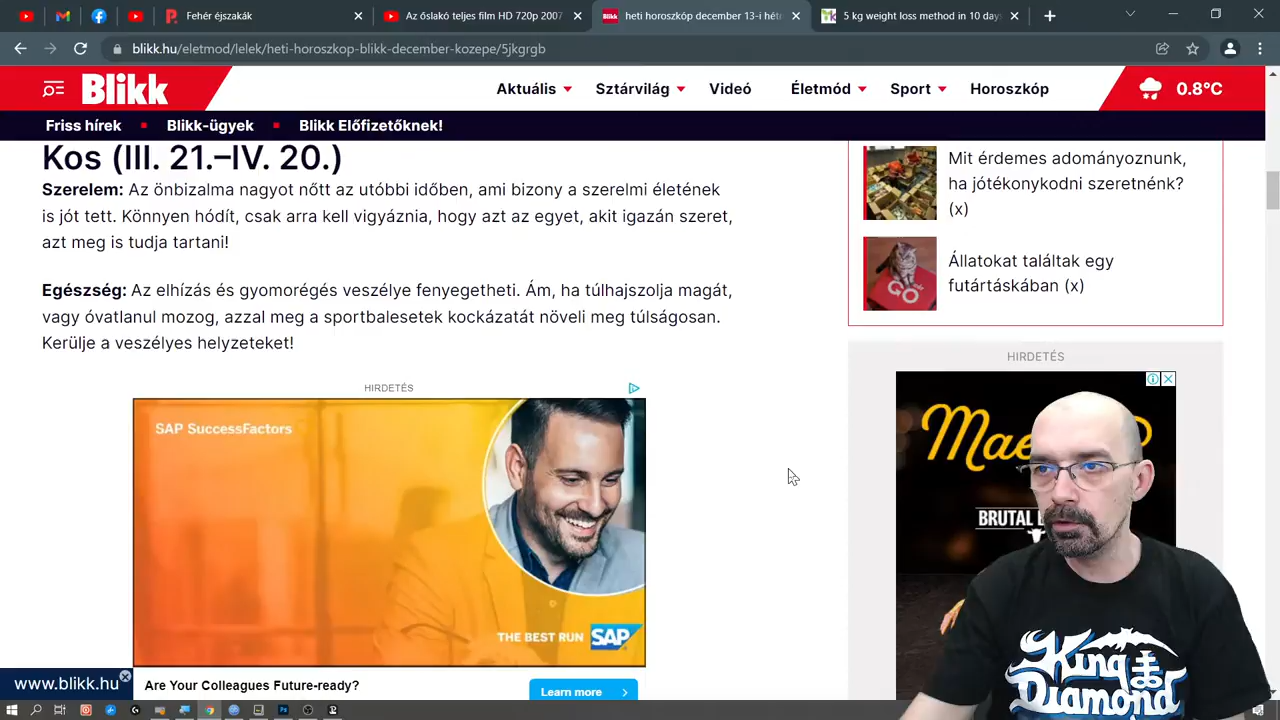 Fehér éjszakák
Az őslakó teljes film HD 720p 2007
heti horoszkóp december 13-i hét
5 kg weight loss method in 10 day
blikk.hu/eletmod/lelek/heti-horoszkop-blikk-december-kozepe/5jkgrgb
Blikk
Aktuális
Sztárvilág
Videó
Életmód
Sport
Horoszkóp
0.8°C
Friss hírek
Blikk-ügyek
Blikk Előfizetőknek!
Kos (III. 21.–IV. 20.)
Szerelem: Az önbizalma nagyot nőtt az utóbbi időben, ami bizony a szerelmi életének
is jót tett. Könnyen hódít, csak arra kell vigyáznia, hogy azt az egyet, akit igazán szeret,
azt meg is tudja tartani!
Egészség: Az elhízás és gyomorégés veszélye fenyegetheti. Ám, ha túlhajszolja magát,
vagy óvatlanul mozog, ezzel meg a sportbalesetek kockázatát növeli meg túlságosan.
Kerülje a veszélyes helyzeteket!
HIRDETÉS
SAP SuccessFactors
THE BEST RUN SAP
Are Your Colleagues Future-ready?
Learn more
www.blikk.hu
Mit érdemes adományoznunk,
ha jótékonykodni szeretnénk?
(x)
Állatokat találtak egy
futártáskában (x)
GO
HIRDETÉS
BRUTAL
King
Diamond